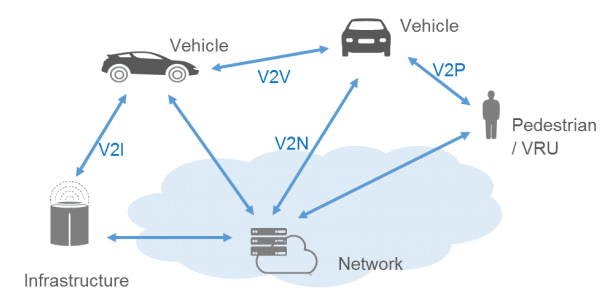 Vehicle
Vehicle
V2V
V2P
Pedestrian
/ VRU
V2I
V2N
Network
Infrastructure